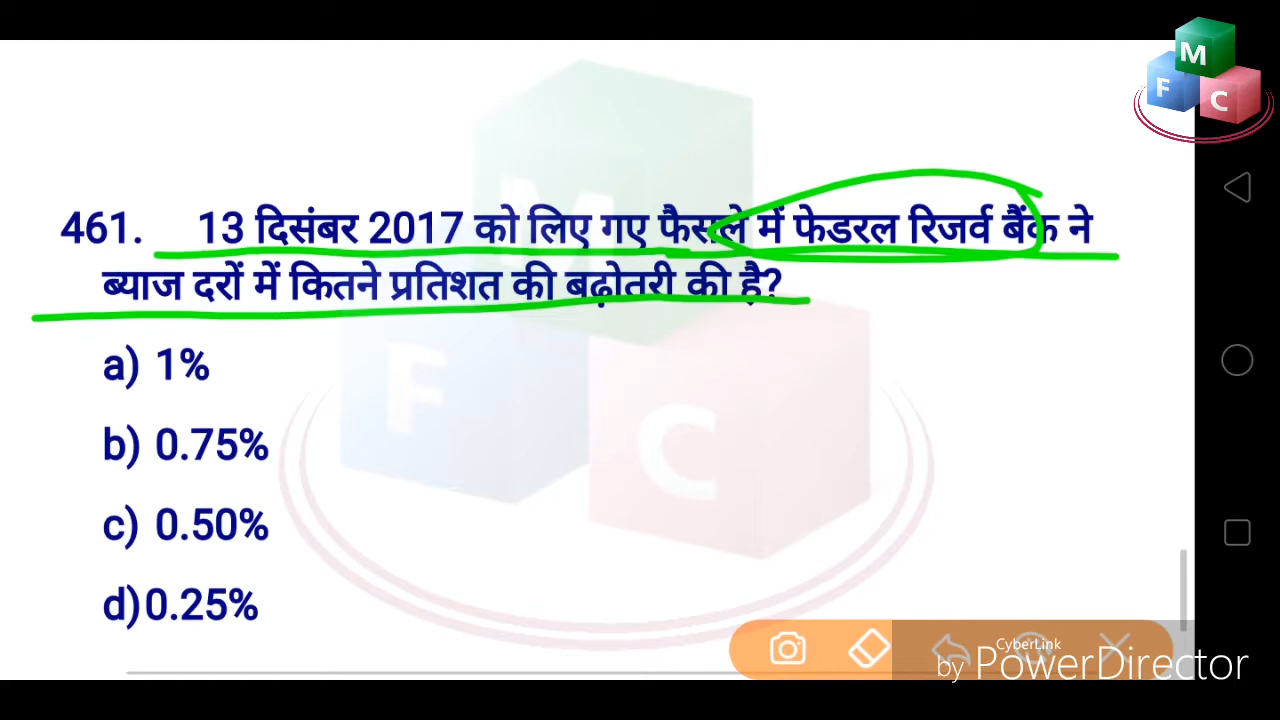 M
F
C
461. 13 दिसंबर 2017 को लिए गए फैसले में फेडरल रिजर्व बैंक ने
ब्याज दरों में कितने प्रतिशत की बढ़ोतरी की है?
a) 1%
b) 0.75%
c) 0.50%
d)0.25%
M
F
C
CyberLink
by PowerDirector